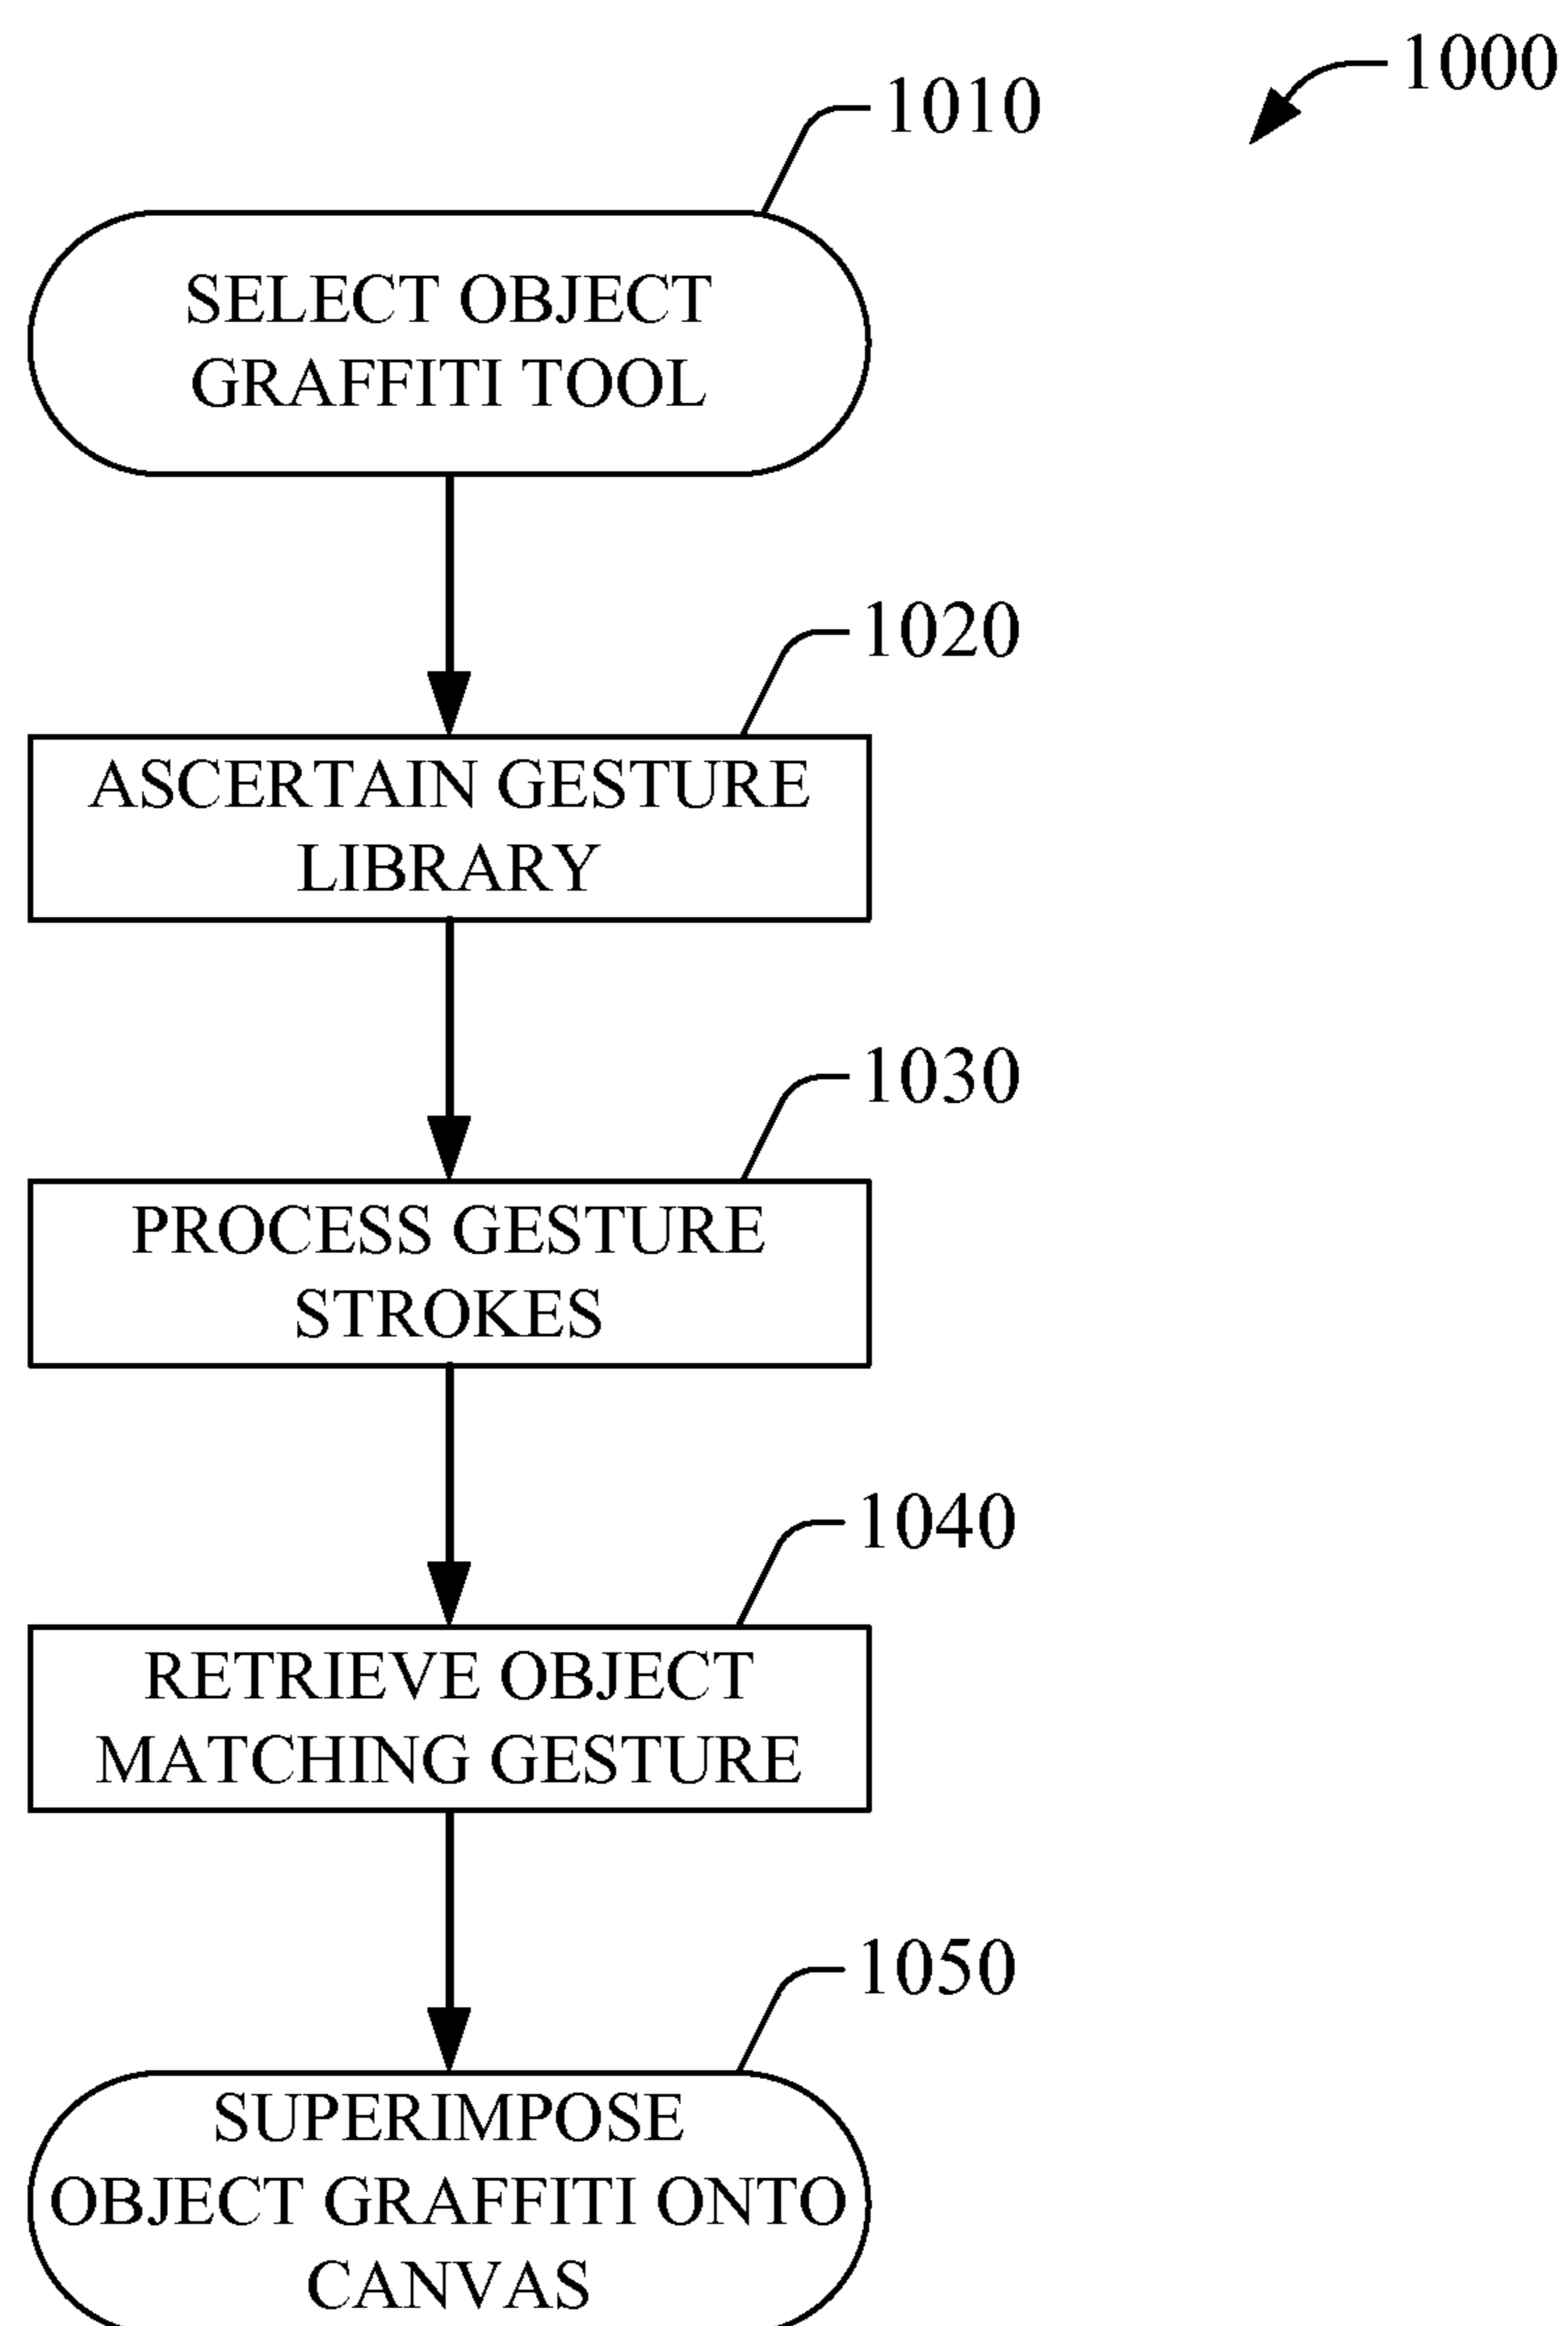 1000
1010
SELECT OBJECT
GRAFFITI TOOL
1020
ASCERTAIN GESTURE
LIBRARY
1030
PROCESS GESTURE
STROKES
1040
RETRIEVE OBJECT
MATCHING GESTURE
1050
SUPERIMPOSE
OBJECT GRAFFITI ONTO
CANVAS